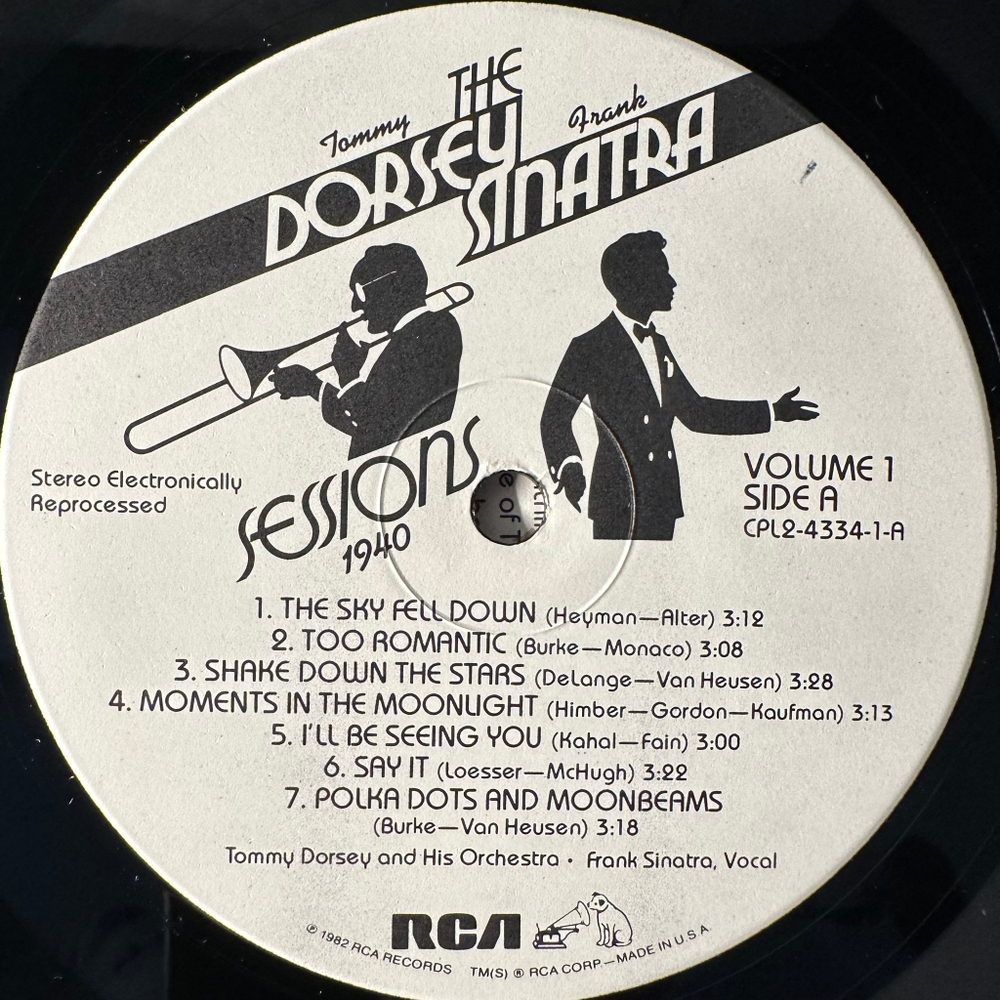 THE
Tommy Frank
DORSEY
SINATRA
SESSIONS
1940
Stereo Electronically
Reprocessed
VOLUME 1
SIDE A
CPL2-4334-1-A
e of T
1. THE SKY FELL DOWN (Heyman—Alter) 3:12
2. TOO ROMANTIC (Burke—Monaco) 3:08
3. SHAKE DOWN THE STARS (DeLange—Van Heusen) 3:28
4. MOMENTS IN THE MOONLIGHT (Himber—Gordon—Kaufman) 3:13
5. I'LL BE SEEING YOU (Kahal—Fain) 3:00
6. SAY IT (Loesser—McHugh) 3:22
7. POLKA DOTS AND MOONBEAMS
(Burke—Van Heusen) 3:18
Tommy Dorsey and His Orchestra • Frank Sinatra, Vocal
RCA
℗ 1982 RCA RECORDS TM(S) ® RCA CORP.—MADE IN U.S.A.